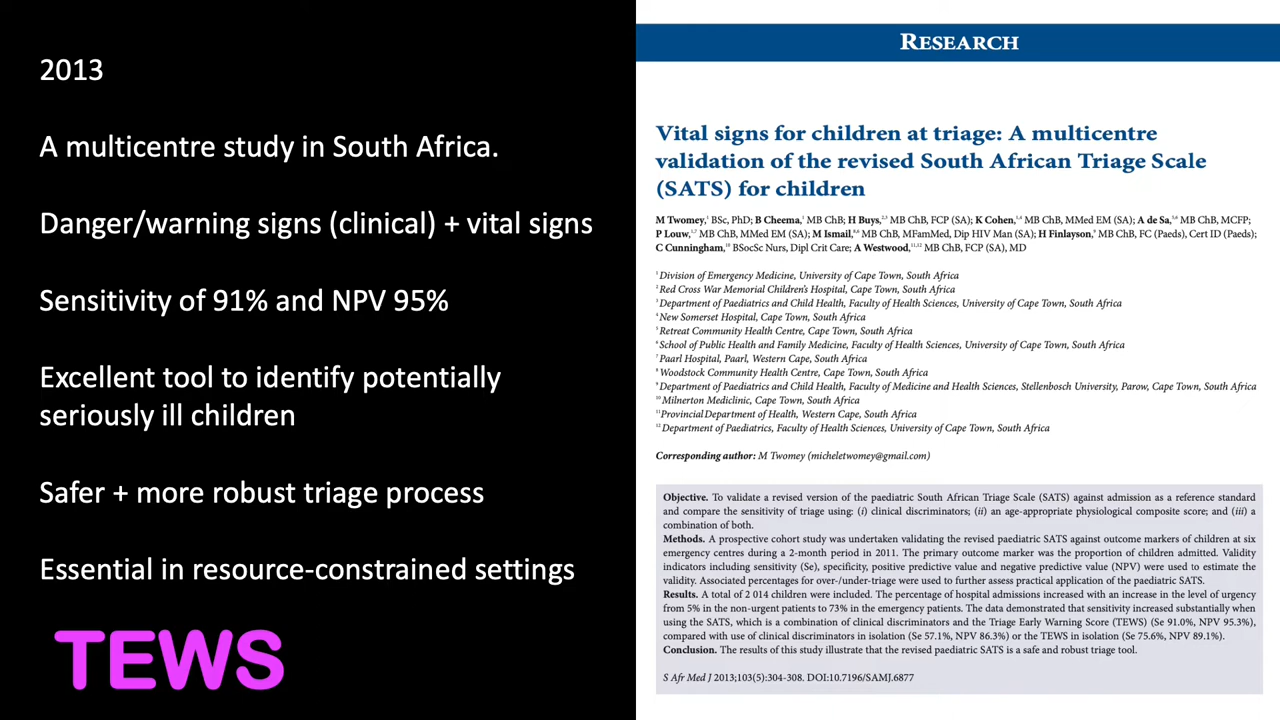 2013
A multicentre study in South Africa.
Danger/warning signs (clinical) + vital signs
Sensitivity of 91% and NPV 95%
Excellent tool to identify potentially
seriously ill children
Safer + more robust triage process
Essential in resource-constrained settings
TEWS
RESEARCH
Vital signs for children at triage: A multicentre
validation of the revised South African Triage Scale
(SATS) for children
M Twomey,1 BSc, PhD; B Cheema,1 MB ChB; H Buys,2,3 MB ChB, FCP (SA); K Cohen,5,6 MB ChB, MMed EM (SA); A de Sa,5,6 MB ChB, MCFP;
P Louw,1,7 MB ChB, MMed EM (SA); M Ismail,8,6 MB ChB, MFamMed, Dip HIV Man (SA); H Finlayson,9 MB ChB, FC (Paeds), Cert ID (Paeds);
C Cunningham,10 BSocSc Nurs, Dipl Crit Care; A Westwood,11,12 MB ChB, FCP (SA), MD
1 Division of Emergency Medicine, University of Cape Town, South Africa
2 Red Cross War Memorial Children's Hospital, Cape Town, South Africa
3 Department of Paediatrics and Child Health, Faculty of Health Sciences, University of Cape Town, South Africa
4 New Somerset Hospital, Cape Town, South Africa
5 Retreat Community Health Centre, Cape Town, South Africa
6 School of Public Health and Family Medicine, Faculty of Health Sciences, University of Cape Town, South Africa
7 Paarl Hospital, Paarl, Western Cape, South Africa
8 Woodstock Community Health Centre, Cape Town, South Africa
9 Department of Paediatrics and Child Health, Faculty of Medicine and Health Sciences, Stellenbosch University, Parow, Cape Town, South Africa
10 Milnerton Mediclinic, Cape Town, South Africa
11 Provincial Department of Health, Western Cape, South Africa
12 Department of Paediatrics, Faculty of Health Sciences, University of Cape Town, South Africa
Corresponding author: M Twomey (micheletwomey@gmail.com)
Objective. To validate a revised version of the paediatric South African Triage Scale (SATS) against admission as a reference standard
and compare the sensitivity of triage using: (i) clinical discriminators; (ii) an age-appropriate physiological composite score; and (iii) a
combination of both.
Methods. A prospective cohort study was undertaken validating the revised paediatric SATS against outcome markers of children at six
emergency centres during a 2-month period in 2011. The primary outcome marker was the proportion of children admitted. Validity
indicators including sensitivity (Se), specificity, positive predictive value and negative predictive value (NPV) were used to estimate the
validity. Associated percentages for over-/under-triage were used to further assess practical application of the paediatric SATS.
Results. A total of 2 014 children were included. The percentage of hospital admissions increased with an increase in the level of urgency
from 5% in the non-urgent patients to 73% in the emergency patients. The data demonstrated that sensitivity increased substantially when
using the SATS, which is a combination of clinical discriminators and the Triage Early Warning Score (TEWS) (Se 91.0%, NPV 95.3%),
compared with use of clinical discriminators in isolation (Se 57.1%, NPV 86.3%) or the TEWS in isolation (Se 75.6%, NPV 89.1%).
Conclusion. The results of this study illustrate that the revised paediatric SATS is a safe and robust triage tool.
S Afr Med J 2013;103(5):304-308. DOI:10.7196/SAMJ.6877